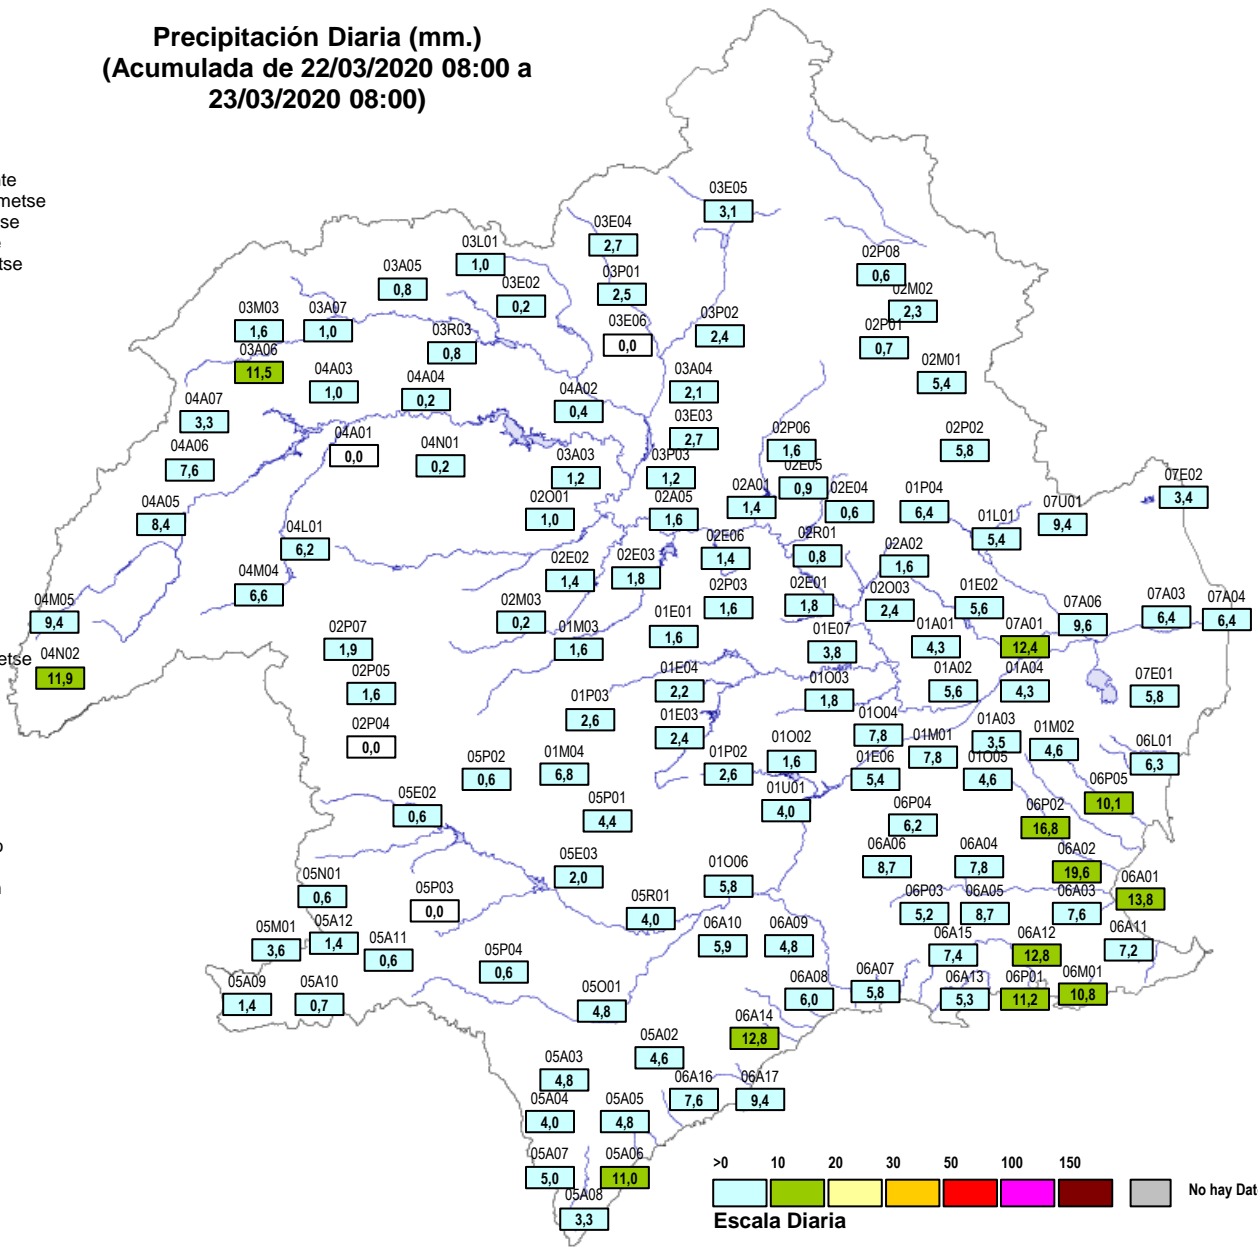 Precipitación Diaria (mm.)
(Acumulada de 22/03/2020 08:00 a
23/03/2020 08:00)
03E05
3,1
03E04
2,7
03L01
1,0
03P01
2,5
02P08
0,6
03A05
0,8
03E02
0,2
02M02
2,3
03M03
1,6
03A07
1,0
03E06
0,0
03P02
2,4
02P01
0,7
03R03
0,8
03A06
11,5
02M01
5,4
04A03
1,0
04A04
0,2
04A02
0,4
03A04
2,1
04A07
3,3
03E03
2,7
04A01
0,0
04N01
0,2
02P06
1,6
02P02
5,8
04A06
7,6
03A03
1,2
03P03
1,2
02E05
0,9
07E02
3,4
04A05
8,4
02O01
1,0
02A05
1,6
02A01
1,4
02E04
0,6
01P04
6,4
01L01
5,4
07U01
9,4
04L01
6,2
02E06
1,4
02R01
0,8
02A02
1,6
02E02
1,4
02E03
1,8
04M04
6,6
04M05
9,4
02M03
0,2
02P03
1,6
02E01
1,8
02O03
2,4
01E02
5,6
07A06
9,6
07A03
6,4
07A04
6,4
01E01
1,6
01M03
1,6
01E07
3,8
01A01
4,3
07A01
12,4
02P07
1,9
etse
04N02
11,9
02P05
1,6
01E04
2,2
01O03
1,8
01A02
5,6
01A04
4,3
07E01
5,8
01P03
2,6
02P04
0,0
01E03
2,4
01O04
7,8
01A03
3,5
01M02
4,6
01M01
7,8
05P02
0,6
01M04
6,8
01P02
2,6
01O02
1,6
01E06
5,4
01O05
4,6
06L01
6,3
05E02
0,6
05P01
4,4
01U01
4,0
06P05
10,1
06P04
6,2
06P02
16,8
05E03
2,0
01O06
5,8
06A06
8,7
06A04
7,8
06A02
19,6
05N01
0,6
05P03
0,0
06A01
13,8
05R01
4,0
06P03
5,2
06A05
8,7
06A03
7,6
05M01
3,6
05A12
1,4
05A11
0,6
06A10
5,9
06A09
4,8
06A15
7,4
06A12
12,8
06A11
7,2
05P04
0,6
05A09
1,4
05A10
0,7
05O01
4,8
06A08
6,0
06A07
5,8
06A13
5,3
06P01
11,2
06M01
10,8
06A14
12,8
05A02
4,6
05A03
4,8
06A16
7,6
06A17
9,4
05A04
4,0
05A05
4,8
05A07
5,0
05A06
11,0
05A08
3,3
>0 10 20 30 50 100 150
No hay Dat
Escala Diaria